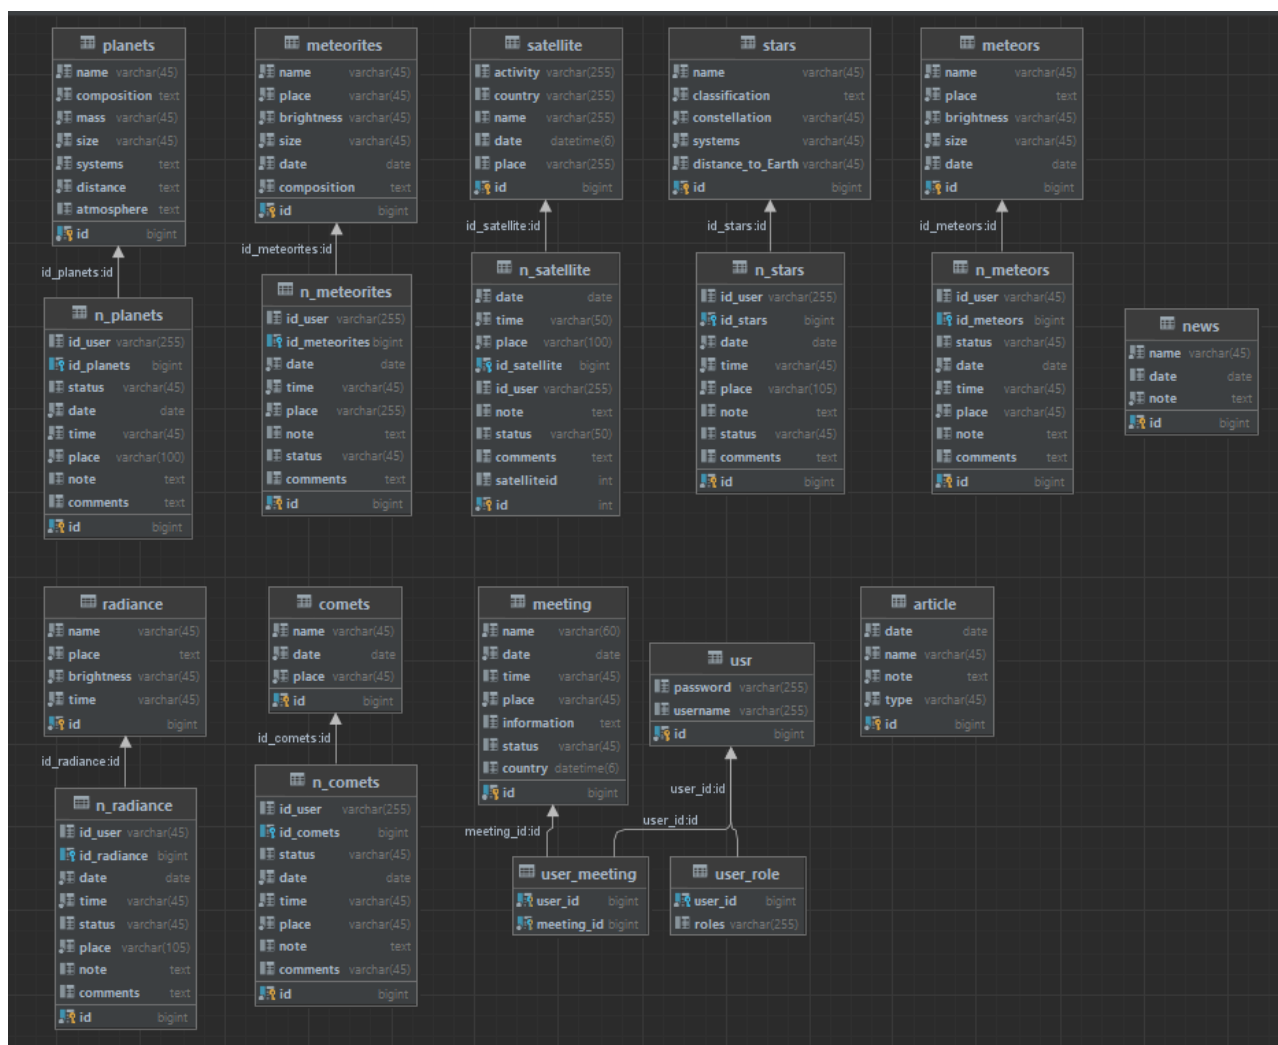 planets
name varchar(45)
composition text
mass varchar(45)
size varchar(45)
systems text
distance text
atmosphere text
id bigint
meteorites
name varchar(45)
place varchar(45)
brightness varchar(45)
size varchar(45)
date date
composition text
id bigint
satellite
activity varchar(255)
country varchar(255)
name varchar(255)
date datetime(6)
place varchar(255)
id bigint
stars
name varchar(45)
classification text
constellation varchar(45)
systems varchar(45)
distance_to_Earth varchar(45)
id bigint
meteors
name varchar(45)
place text
brightness varchar(45)
size varchar(45)
date date
id bigint
id_planets:id
id_meteorites:id
id_satellite:id
id_stars:id
id_meteors:id
n_planets
id_user varchar(255)
id_planets bigint
status varchar(45)
date date
time varchar(45)
place varchar(100)
note text
comments text
id bigint
n_meteorites
id_user varchar(255)
id_meteorites bigint
date date
time varchar(45)
place varchar(255)
note text
status varchar(45)
comments text
id bigint
n_satellite
date date
time varchar(50)
place varchar(100)
id_satellite bigint
id_user varchar(255)
note text
status varchar(50)
comments text
satelliteid int
id int
n_stars
id_user varchar(255)
id_stars bigint
date date
time varchar(45)
place varchar(105)
note text
status varchar(45)
comments text
id bigint
n_meteors
id_user varchar(45)
id_meteors bigint
status varchar(45)
date date
time varchar(45)
place varchar(45)
note text
comments text
id bigint
news
name varchar(45)
date date
note text
id bigint
radiance
name varchar(45)
place text
brightness varchar(45)
time varchar(45)
id bigint
comets
name varchar(45)
date date
place varchar(45)
id bigint
meeting
name varchar(60)
date date
time varchar(45)
place varchar(45)
information text
status varchar(45)
country datetime(6)
id bigint
usr
password varchar(255)
username varchar(255)
id bigint
article
date date
name varchar(45)
note text
type varchar(45)
id bigint
id_radiance:id
id_comets:id
meeting_id:id
user_id:id
user_id:id
n_radiance
id_user varchar(45)
id_radiance bigint
date date
time varchar(45)
status varchar(45)
place varchar(105)
note text
comments text
id bigint
n_comets
id_user varchar(255)
id_comets bigint
status varchar(45)
date date
time varchar(45)
place varchar(45)
note text
comments varchar(45)
id bigint
user_meeting
user_id bigint
meeting_id bigint
user_role
user_id bigint
roles varchar(255)